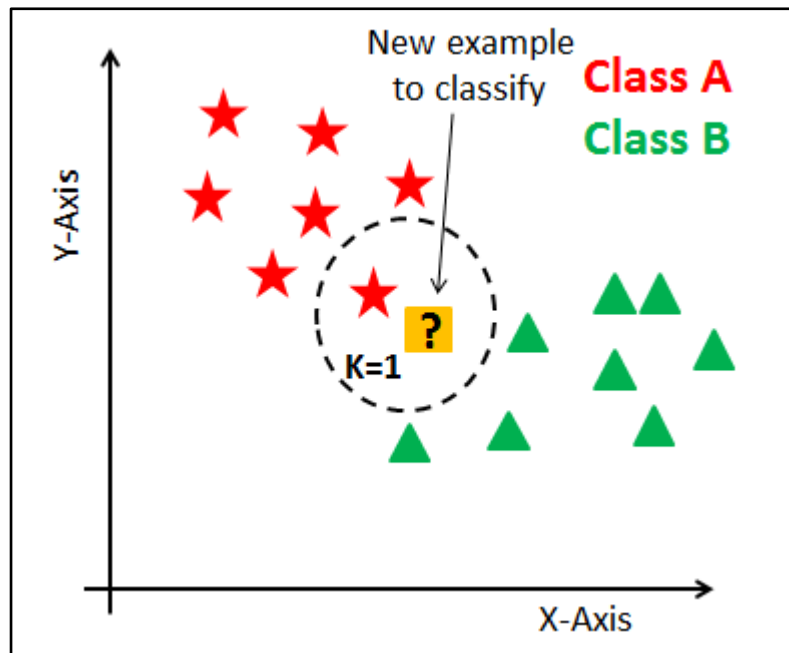 New example
to classify
Class A
Class B
Y-Axis
?
K=1
X-Axis